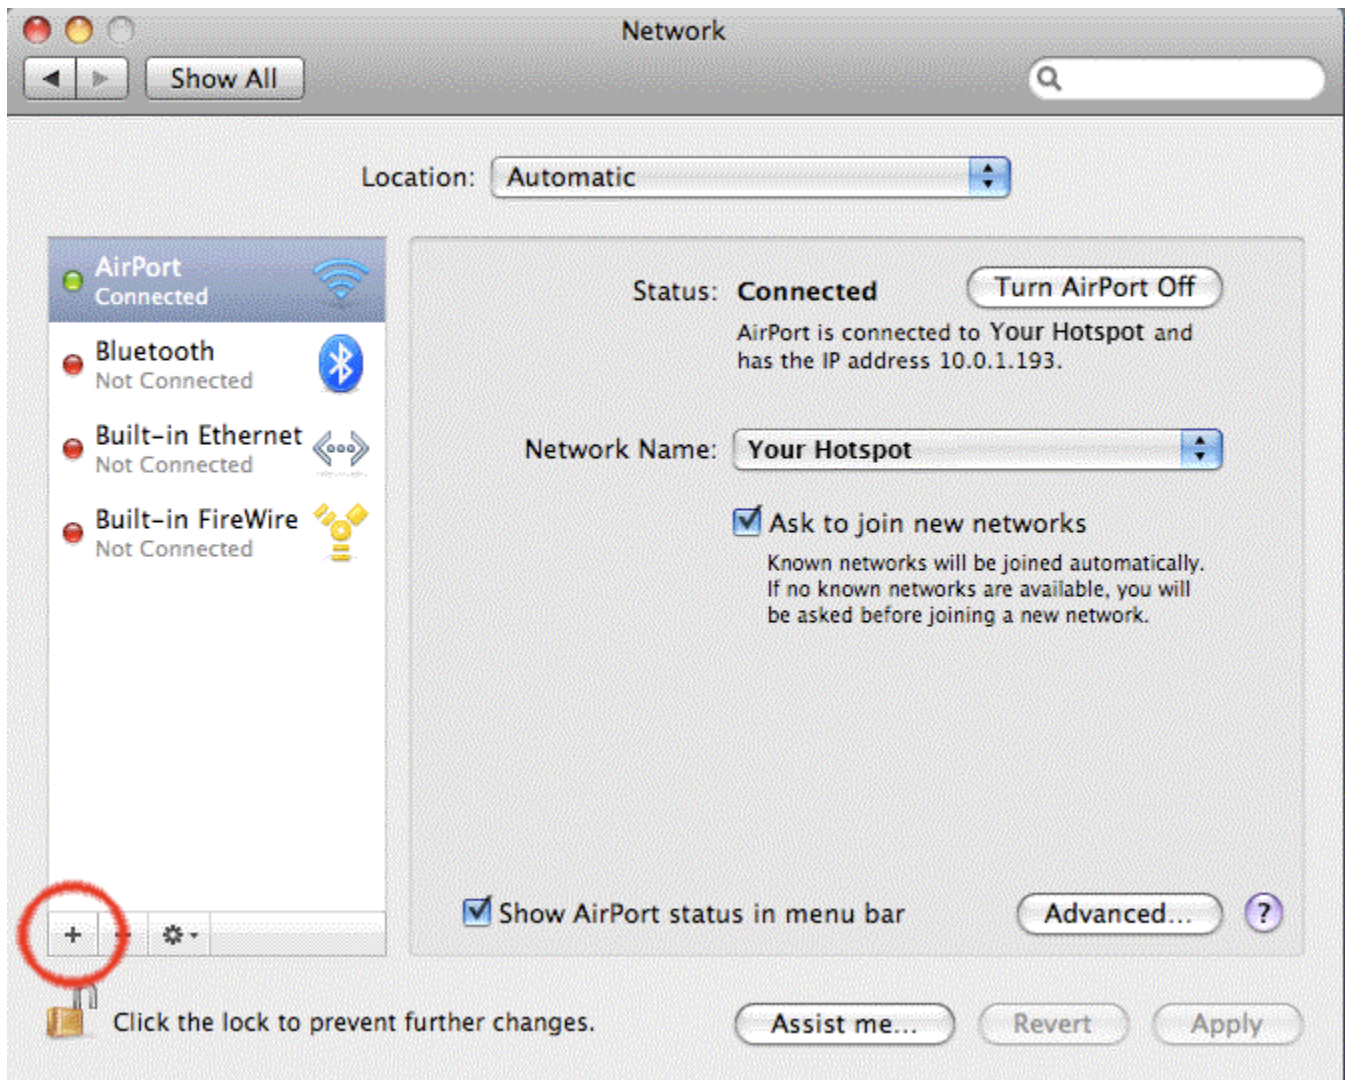 Network
Show All
Location: Automatic
AirPort
Connected
Bluetooth
Not Connected
Built-in Ethernet
Not Connected
Built-in FireWire
Not Connected
Status: Connected
Turn AirPort Off
AirPort is connected to Your Hotspot and
has the IP address 10.0.1.193.
Network Name: Your Hotspot
Ask to join new networks
Known networks will be joined automatically.
If no known networks are available, you will
be asked before joining a new network.
Show AirPort status in menu bar
Advanced... ?
Click the lock to prevent further changes.
Assist me... Revert Apply